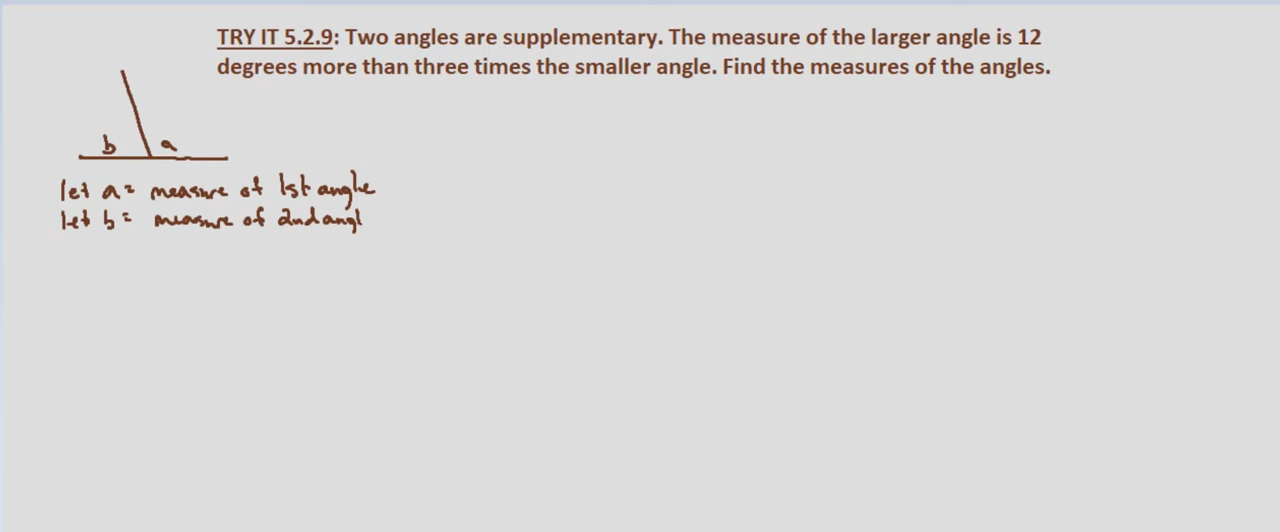 TRY IT 5.2.9: Two angles are supplementary. The measure of the larger angle is 12
degrees more than three times the smaller angle. Find the measures of the angles.
b a
let a = measure of 1st angle
let b = measure of 2nd angl